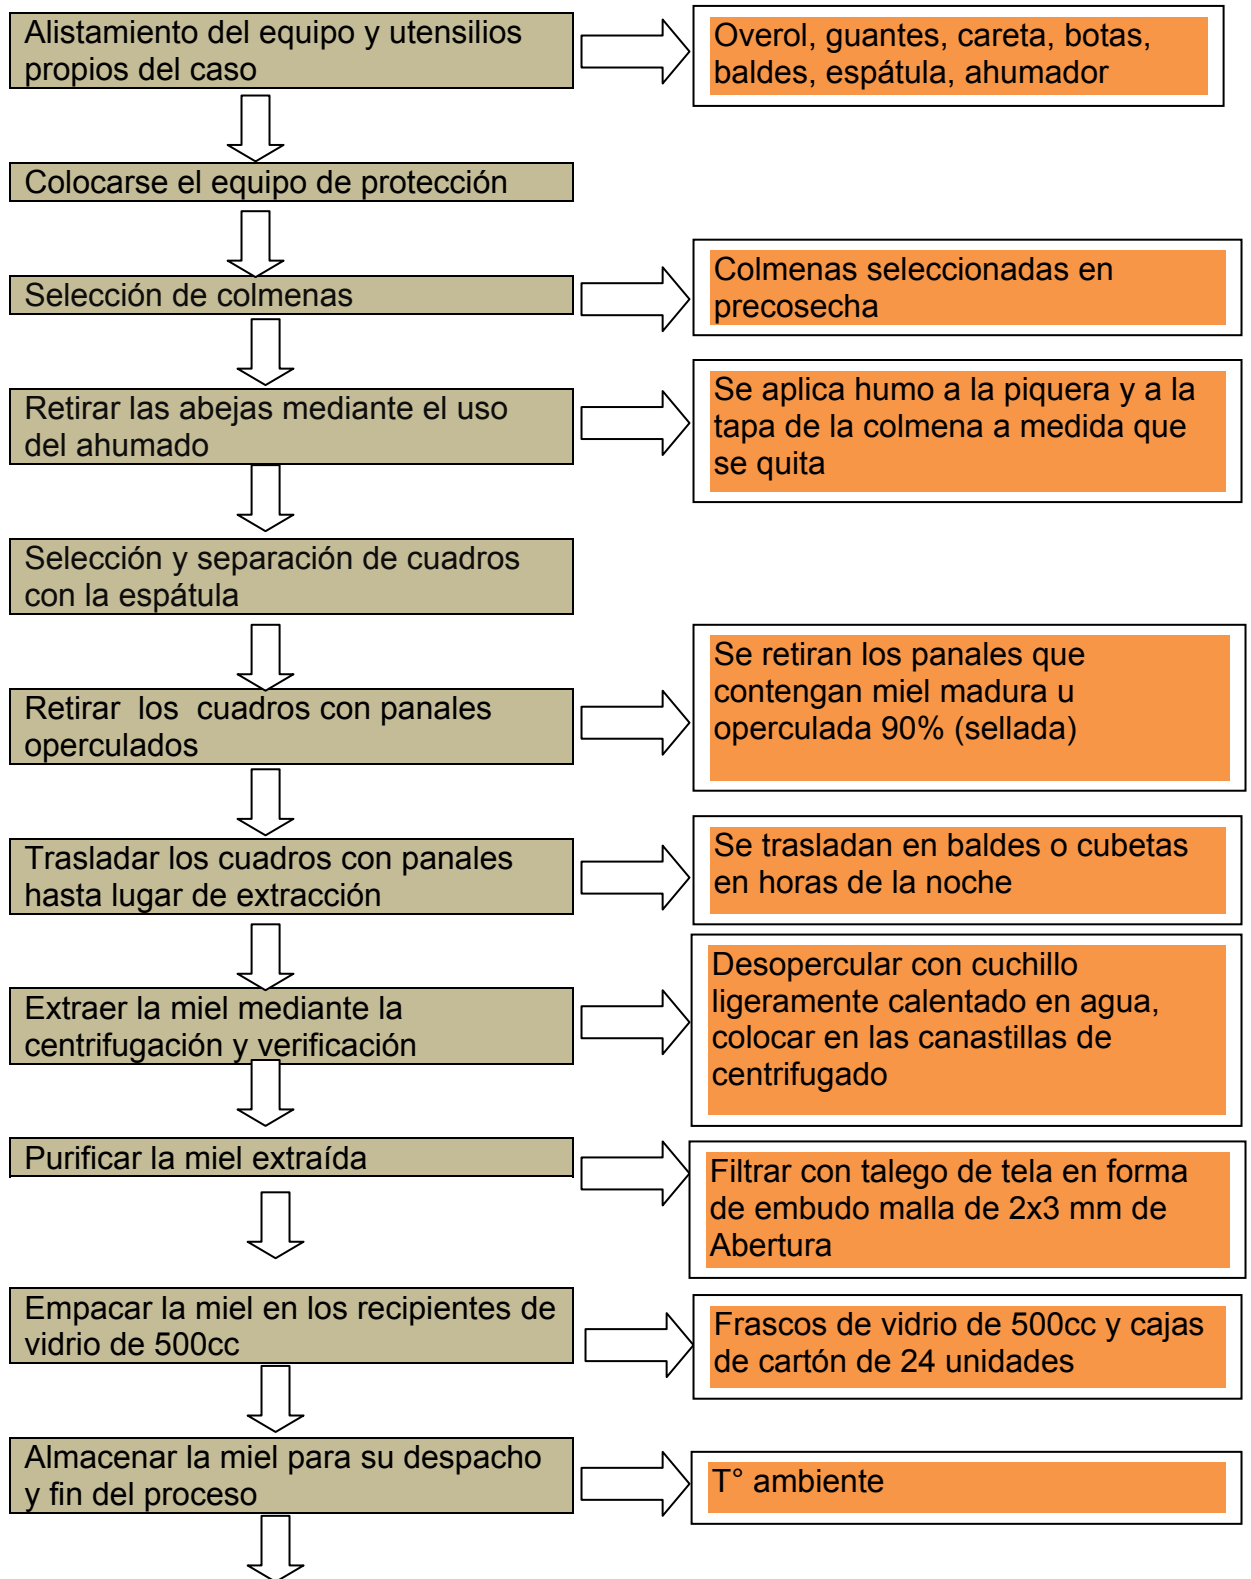 Alistamiento del equipo y utensilios
propios del caso
Overol, guantes, careta, botas,
baldes, espátula, ahumador
Colocarse el equipo de protección
Selección de colmenas
Colmenas seleccionadas en
precosecha
Retirar las abejas mediante el uso
del ahumado
Se aplica humo a la piquera y a la
tapa de la colmena a medida que
se quita
Selección y separación de cuadros
con la espátula
Retirar los cuadros con panales
operculados
Se retiran los panales que
contengan miel madura u
operculada 90% (sellada)
Trasladar los cuadros con panales
hasta lugar de extracción
Se trasladan en baldes o cubetas
en horas de la noche
Extraer la miel mediante la
centrifugación y verificación
Desopercular con cuchillo
ligeramente calentado en agua,
colocar en las canastillas de
centrifugado
Purificar la miel extraída
Filtrar con talego de tela en forma
de embudo malla de 2x3 mm de
Abertura
Empacar la miel en los recipientes de
vidrio de 500cc
Frascos de vidrio de 500cc y cajas
de cartón de 24 unidades
Almacenar la miel para su despacho
y fin del proceso
T° ambiente